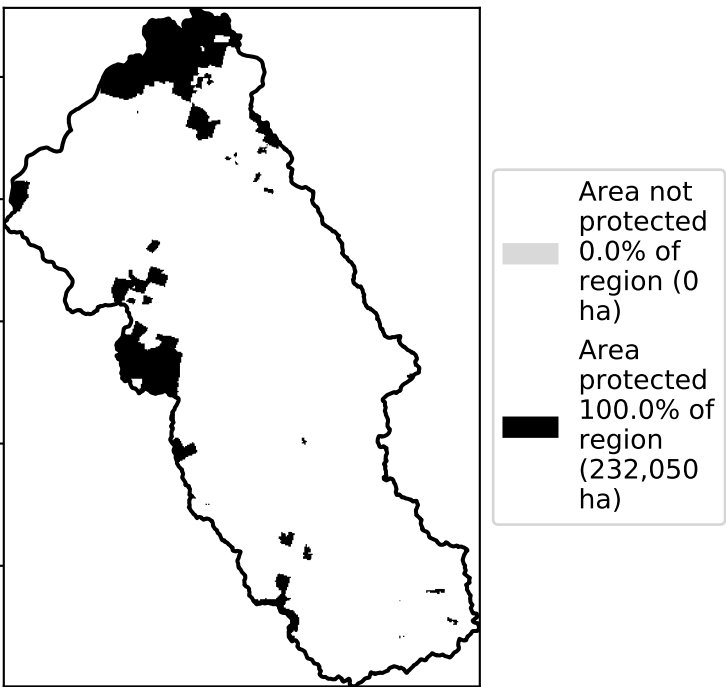 Area not
protected
0.0% of
region (0
ha)
Area
protected
100.0% of
region
(232,050
ha)